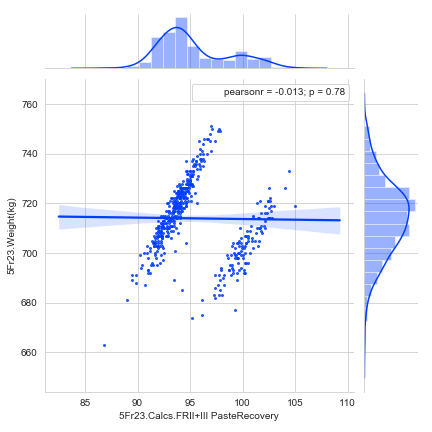 pearsonr = -0.013; p = 0.78
760
740
720
700
680
660
5Fr23.Weight(kg)
85 90 95 100 105 110
5Fr23.Calcs.FRII+III PasteRecovery